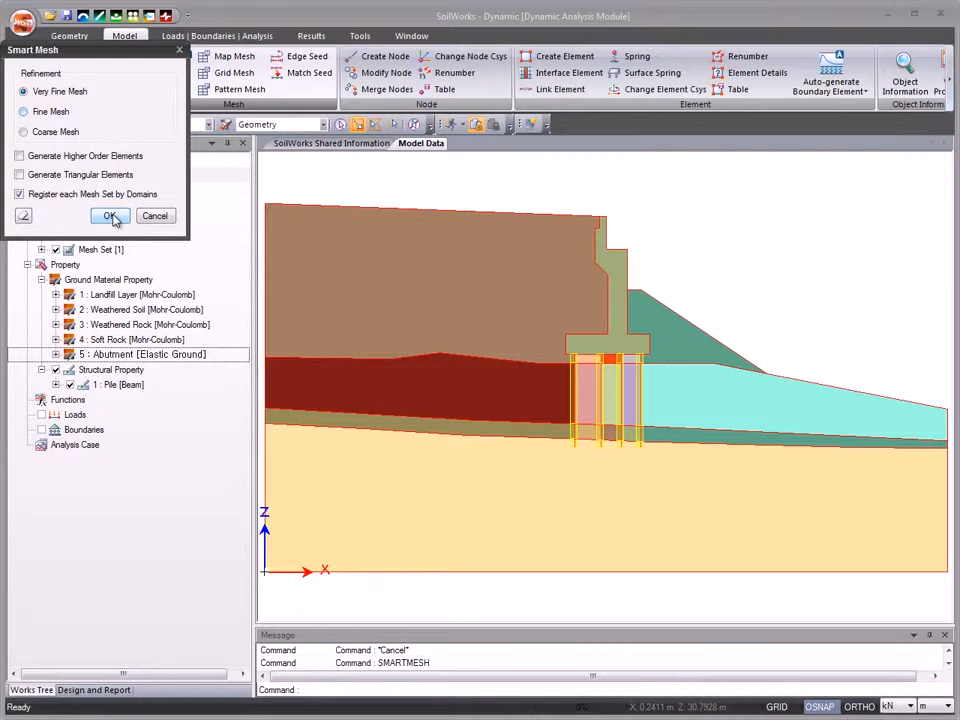 SoilWorks - Dynamic [Dynamic Analysis Module]
Geometry Model Loads | Boundaries | Analysis Results Tools Window
Smart Mesh
Refinement
Very Fine Mesh
Fine Mesh
Coarse Mesh
Generate Higher Order Elements
Generate Triangular Elements
Register each Mesh Set by Domains
OK Cancel
Map Mesh Edge Seed
Grid Mesh Match Seed
Pattern Mesh
Mesh
Create Node Change Node Csys
Modify Node Renumber
Merge Nodes Table
Node
Create Element Spring Renumber
Interface Element Surface Spring Element Details
Link Element Change Element Csys Table
Element
Auto-generate
Boundary Element
Object
Information
Object Inform
Geometry
SoilWorks Shared Information Model Data
Mesh Set [1]
Property
Ground Material Property
1 : Landfill Layer [Mohr-Coulomb]
2 : Weathered Soil [Mohr-Coulomb]
3 : Weathered Rock [Mohr-Coulomb]
4 : Soft Rock [Mohr-Coulomb]
5 : Abutment [Elastic Ground]
Structural Property
1 : Pile [Beam]
Functions
Loads
Boundaries
Analysis Case
Z
X
Message
Command Command : *Cancel*
Command Command : SMARTMESH
Command :
Works Tree Design and Report
Ready 0% X: 0.2411 m Z: 30.7928 m GRID OSNAP ORTHO kN m